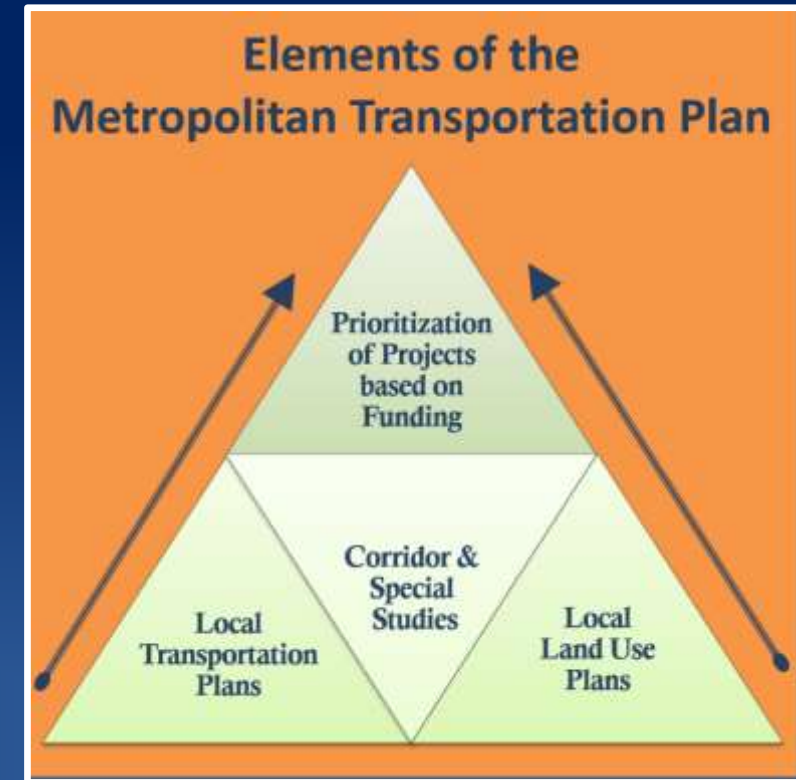 Elements of the
Metropolitan Transportation Plan
Prioritization
of Projects
based on
Funding
Corridor &
Special
Studies
Local
Transportation
Plans
Local
Land Use
Plans